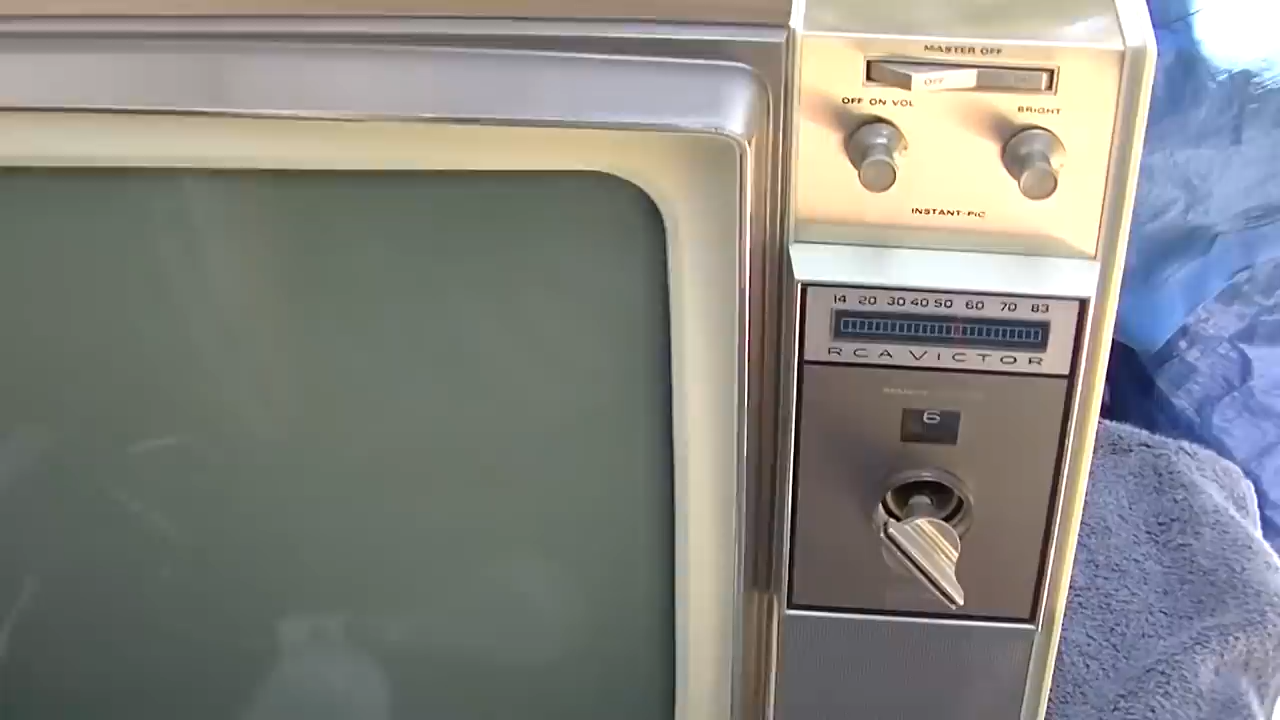 MASTER OFF
OFF
OFF ON VOL
BRIGHT
INSTANT-PIC
14 20 30 40 50 60 70 83
RCA VICTOR
6